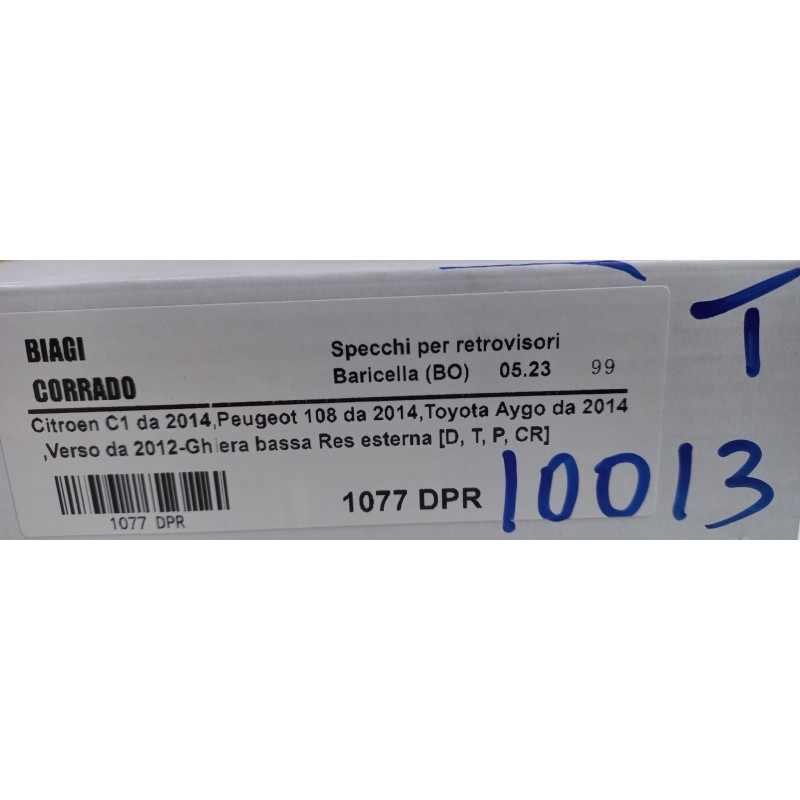 BIAGI
CORRADO
Specchi per retrovisori
Baricella (BO) 05.23 99
Citroen C1 da 2014,Peugeot 108 da 2014,Toyota Aygo da 2014
,Verso da 2012-Ghiera bassa Res esterna [D, T, P, CR]
1077 DPR
1077 DPR
T
10013